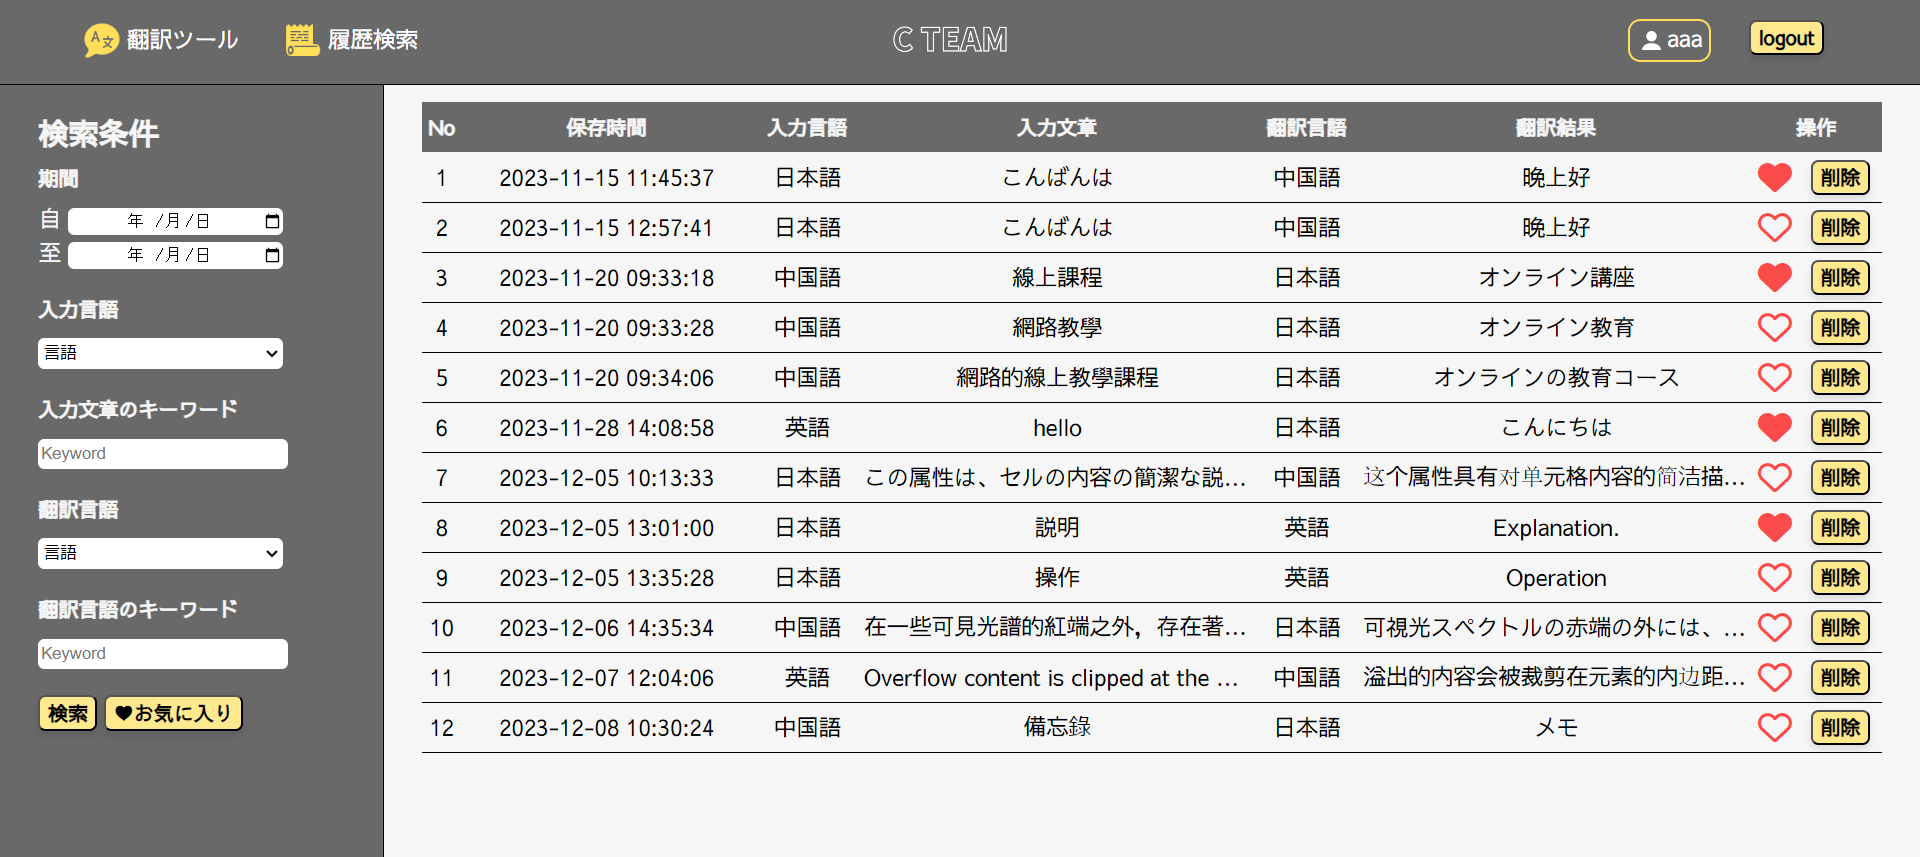 A文 翻訳ツール 履歴検索 C TEAM aaa logout
検索条件
期間
自 年 /月/日
至 年 /月/日
入力言語
言語
入力文章のキーワード
Keyword
翻訳言語
言語
翻訳言語のキーワード
Keyword
検索 ♥お気に入り
No 保存時間 入力言語 入力文章 翻訳言語 翻訳結果 操作
1 2023-11-15 11:45:37 日本語 こんばんは 中国語 晩上好 削除
2 2023-11-15 12:57:41 日本語 こんばんは 中国語 晩上好 削除
3 2023-11-20 09:33:18 中国語 線上課程 日本語 オンライン講座 削除
4 2023-11-20 09:33:28 中国語 網路教學 日本語 オンライン教育 削除
5 2023-11-20 09:34:06 中国語 網路的線上教學課程 日本語 オンラインの教育コース 削除
6 2023-11-28 14:08:58 英語 hello 日本語 こんにちは 削除
7 2023-12-05 10:13:33 日本語 この属性は、セルの内容の簡潔な説... 中国語 这个属性具有对单元格内容的简洁描... 削除
8 2023-12-05 13:01:00 日本語 説明 英語 Explanation. 削除
9 2023-12-05 13:35:28 日本語 操作 英語 Operation 削除
10 2023-12-06 14:35:34 中国語 在一些可見光譜的紅端之外，存在著... 日本語 可視光スペクトルの赤端の外には、... 削除
11 2023-12-07 12:04:06 英語 Overflow content is clipped at the ... 中国語 溢出的内容会被裁剪在元素的内边距... 削除
12 2023-12-08 10:30:24 中国語 備忘錄 日本語 メモ 削除